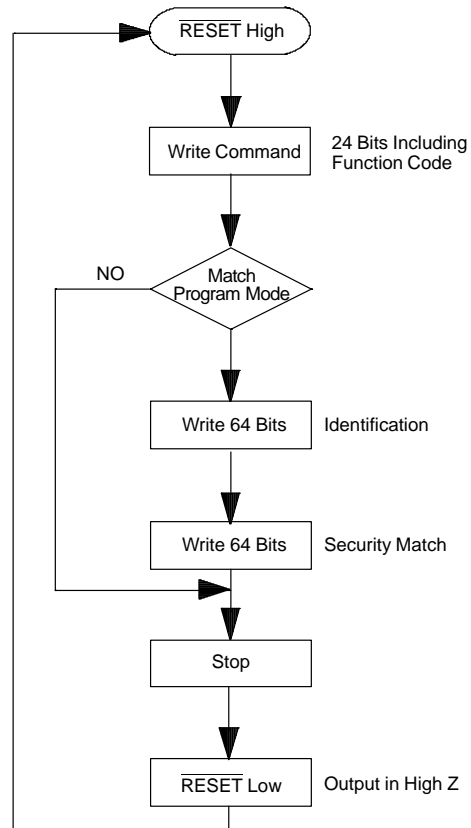 RESET High
Write Command
24 Bits Including
Function Code
NO
Match
Program Mode
Write 64 Bits
Identification
Write 64 Bits
Security Match
Stop
RESET Low
Output in High Z